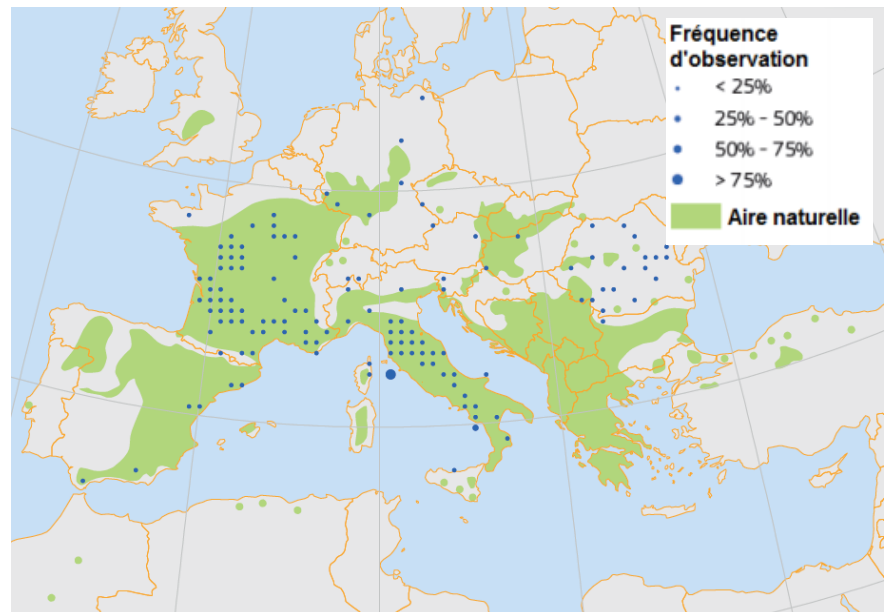 Fréquence
d'observation
< 25%
25% - 50%
50% - 75%
> 75%
Aire naturelle